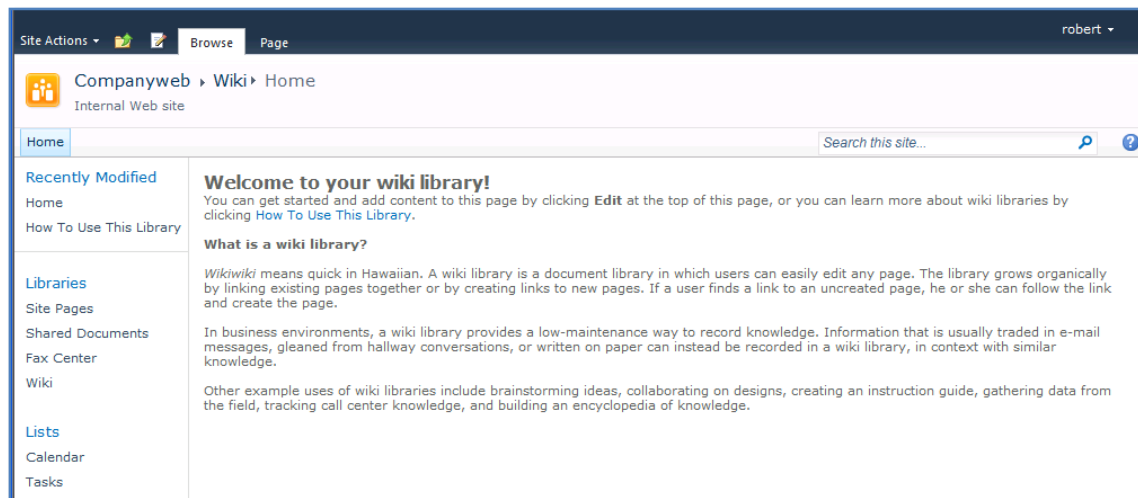 Site Actions Browse Page robert
Companyweb Wiki Home
Internal Web site
Home Search this site...
Recently Modified
Home
How To Use This Library
Libraries
Site Pages
Shared Documents
Fax Center
Wiki
Lists
Calendar
Tasks
Welcome to your wiki library!
You can get started and add content to this page by clicking Edit at the top of this page, or you can learn more about wiki libraries by
clicking How To Use This Library.
What is a wiki library?
Wikiwiki means quick in Hawaiian. A wiki library is a document library in which users can easily edit any page. The library grows organically
by linking existing pages together or by creating links to new pages. If a user finds a link to an uncreated page, he or she can follow the link
and create the page.
In business environments, a wiki library provides a low-maintenance way to record knowledge. Information that is usually traded in e-mail
messages, gleaned from hallway conversations, or written on paper can instead be recorded in a wiki library, in context with similar
knowledge.
Other example uses of wiki libraries include brainstorming ideas, collaborating on designs, creating an instruction guide, gathering data from
the field, tracking call center knowledge, and building an encyclopedia of knowledge.